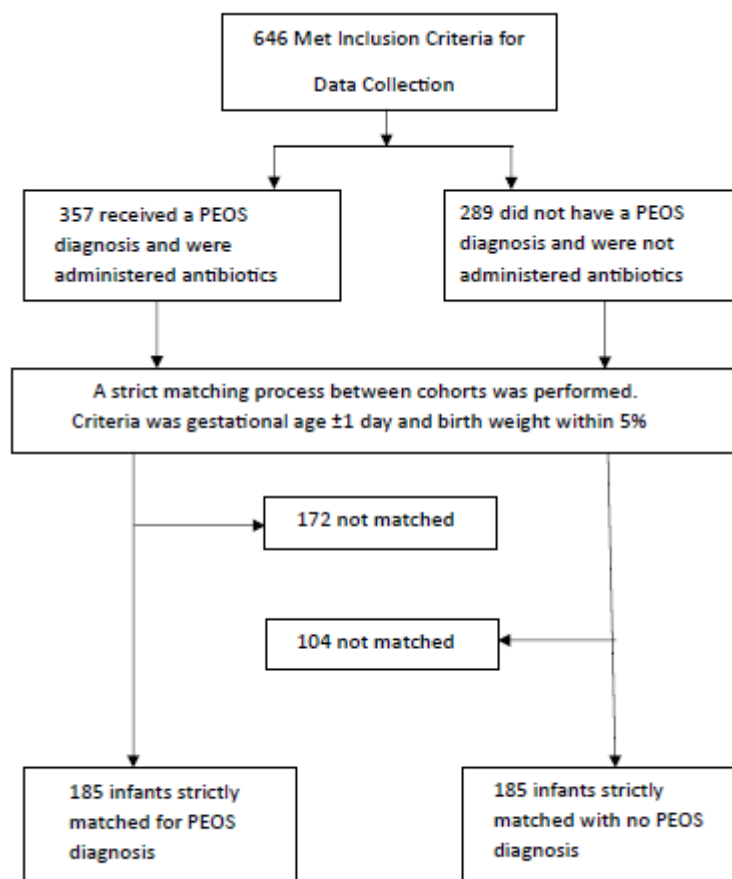 646 Met Inclusion Criteria for
Data Collection
357 received a PEOS
diagnosis and were
administered antibiotics
289 did not have a PEOS
diagnosis and were not
administered antibiotics
A strict matching process between cohorts was performed.
Criteria was gestational age ±1 day and birth weight within 5%
172 not matched
104 not matched
185 infants strictly
matched for PEOS
diagnosis
185 infants strictly
matched with no PEOS
diagnosis